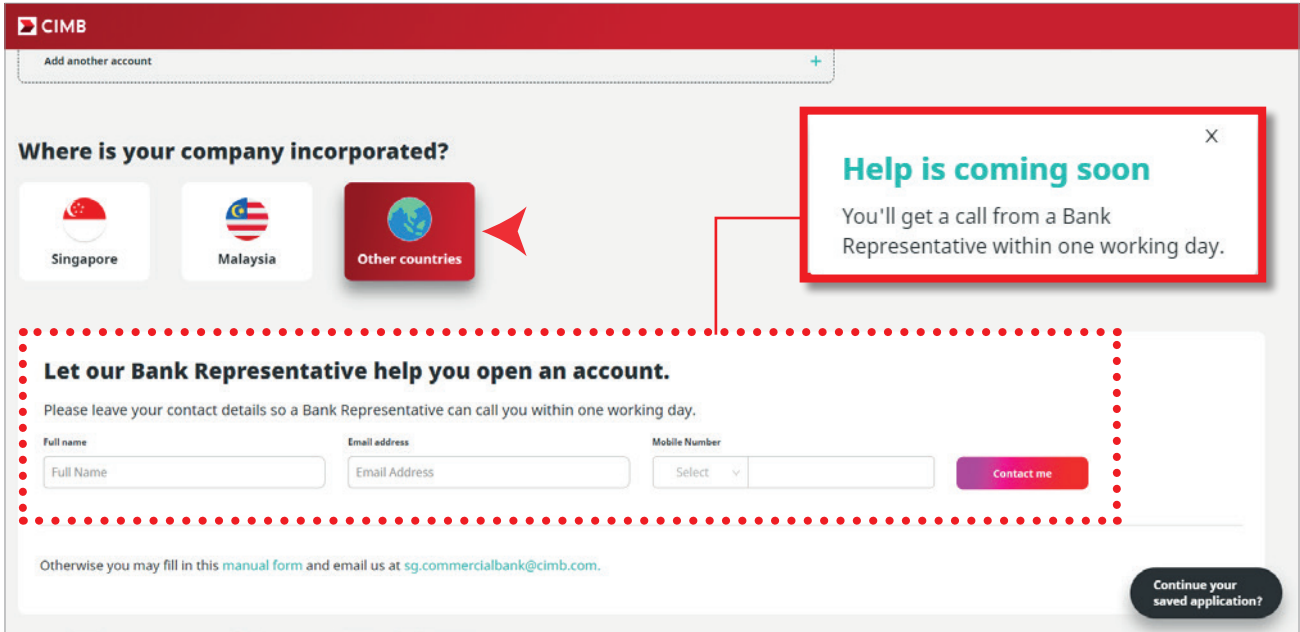 CIMB
Add another account
+
Where is your company incorporated?
Singapore
Malaysia
Other countries
X
Help is coming soon
You'll get a call from a Bank
Representative within one working day.
Let our Bank Representative help you open an account.
Please leave your contact details so a Bank Representative can call you within one working day.
Full name
Email address
Mobile Number
Full Name
Email Address
Select
Contact me
Otherwise you may fill in this manual form and email us at sg.commercialbank@cimb.com.
Continue your
saved application?